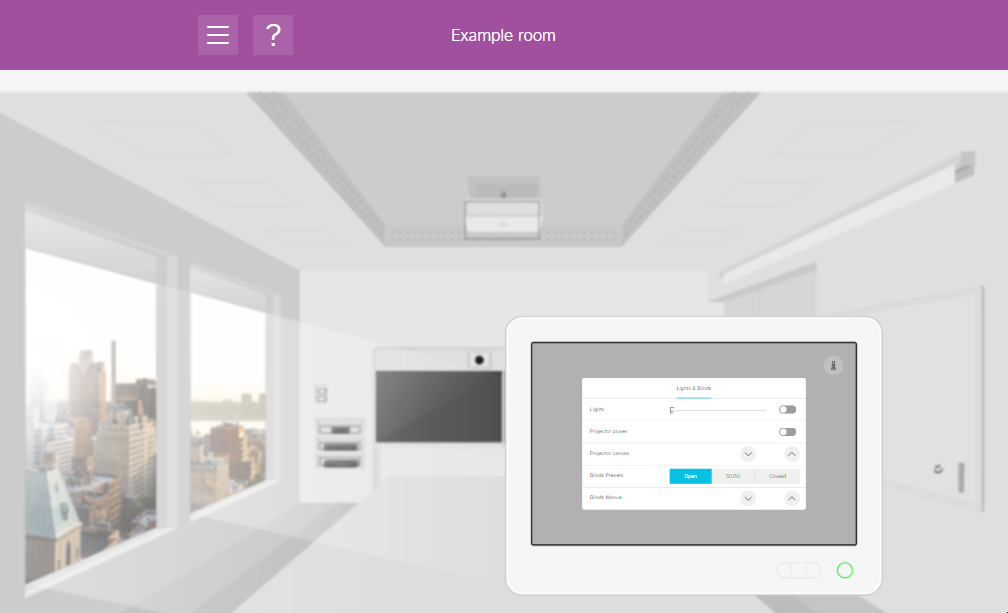 ?
Example room
Lights & Blinds
Lights
Projector power
Projector canvas
Blinds Presets
Open
50/50
Closed
Blinds Manual